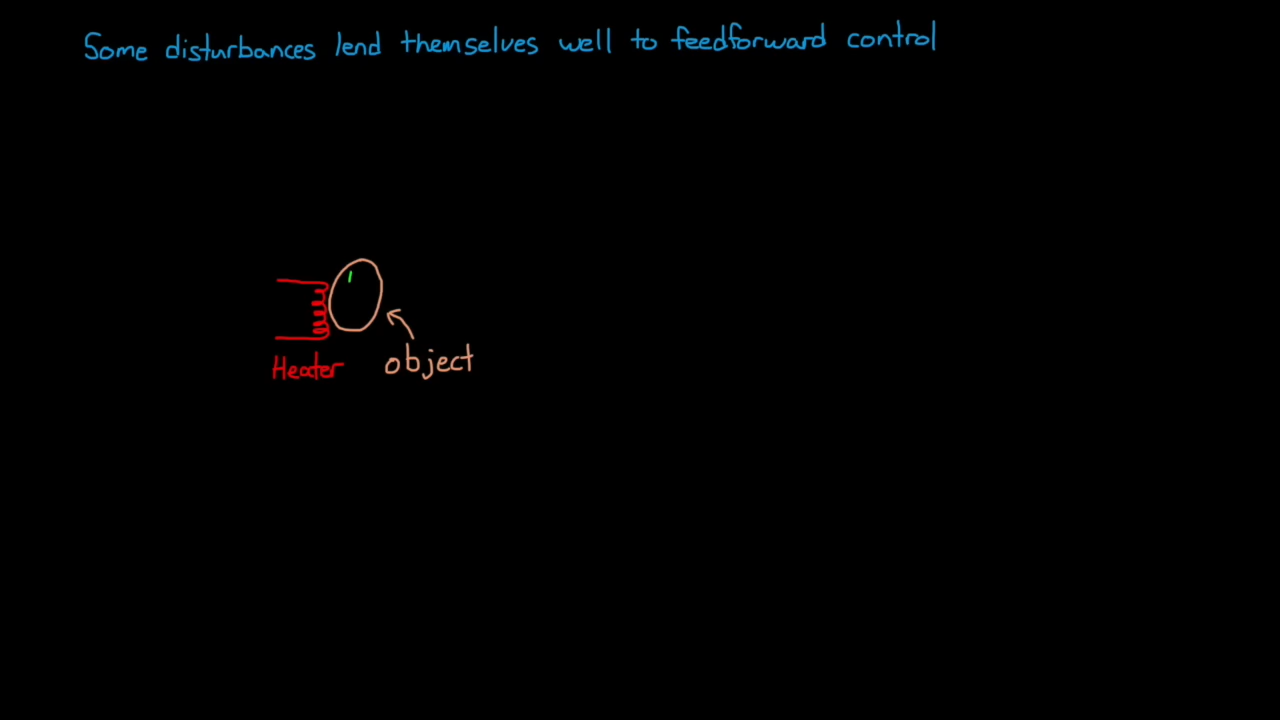 Some disturbances lend themselves well to feedforward control
Heater
object